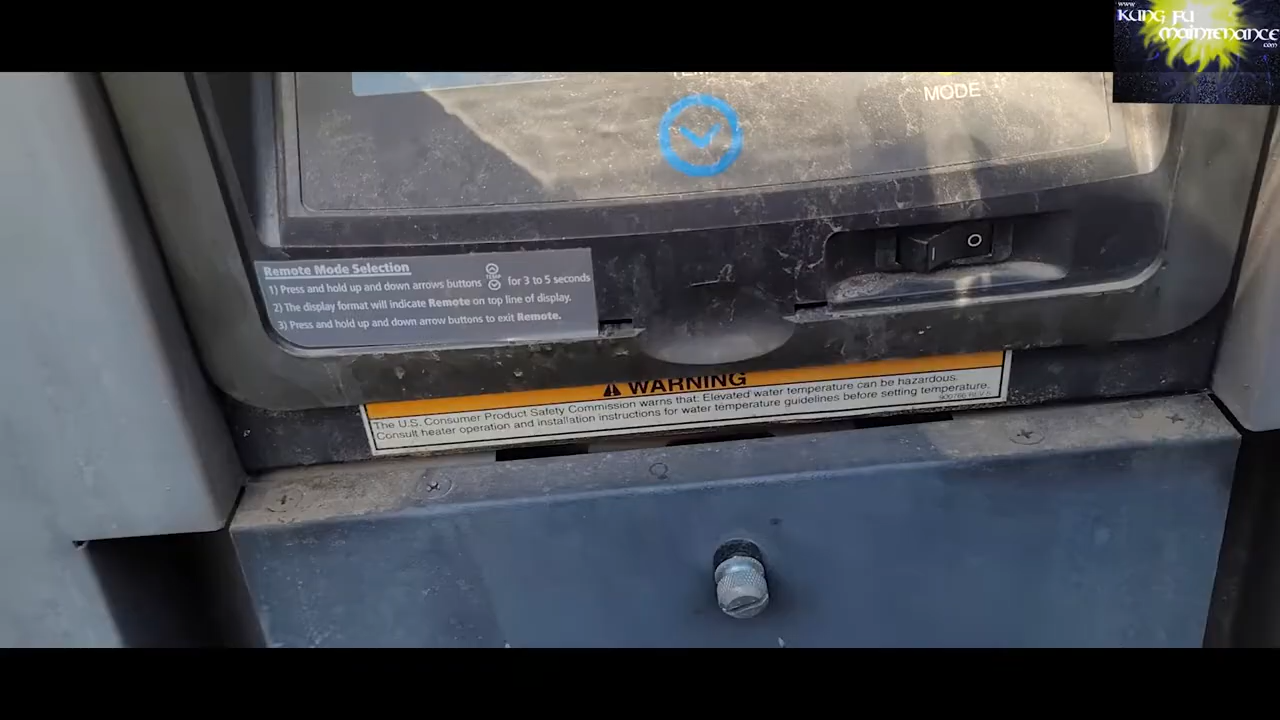 www
KUNG FU
MAINTENANCE
.com
MODE
Remote Mode Selection
1) Press and hold up and down arrows buttons TEMP for 3 to 5 seconds
2) The display format will indicate Remote on top line of display.
3) Press and hold up and down arrow buttons to exit Remote.
WARNING
The U.S. Consumer Product Safety Commission warns that: Elevated water temperature can be hazardous.
Consult heater operation and installation instructions for water temperature guidelines before setting temperature.